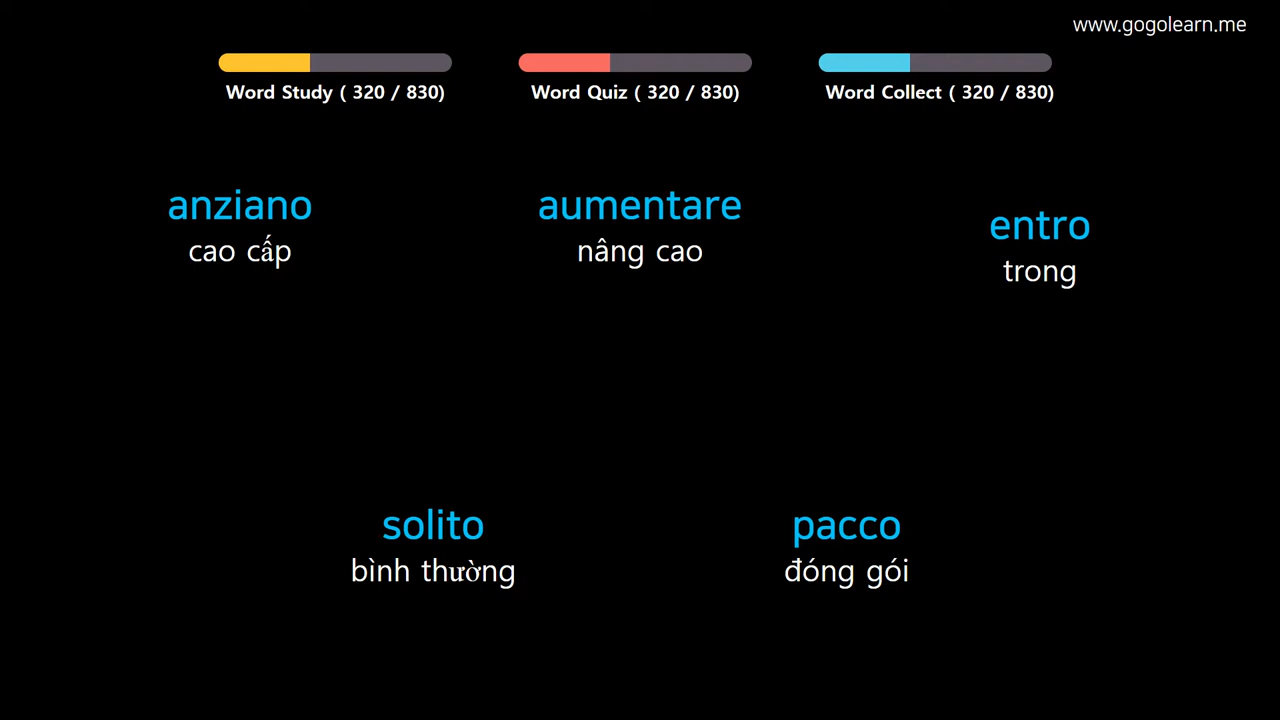 www.gogolearn.me
Word Study ( 320 / 830)
Word Quiz ( 320 / 830)
Word Collect ( 320 / 830)
anziano
cao cấp
aumentare
nâng cao
entro
trong
solito
bình thường
pacco
đóng gói